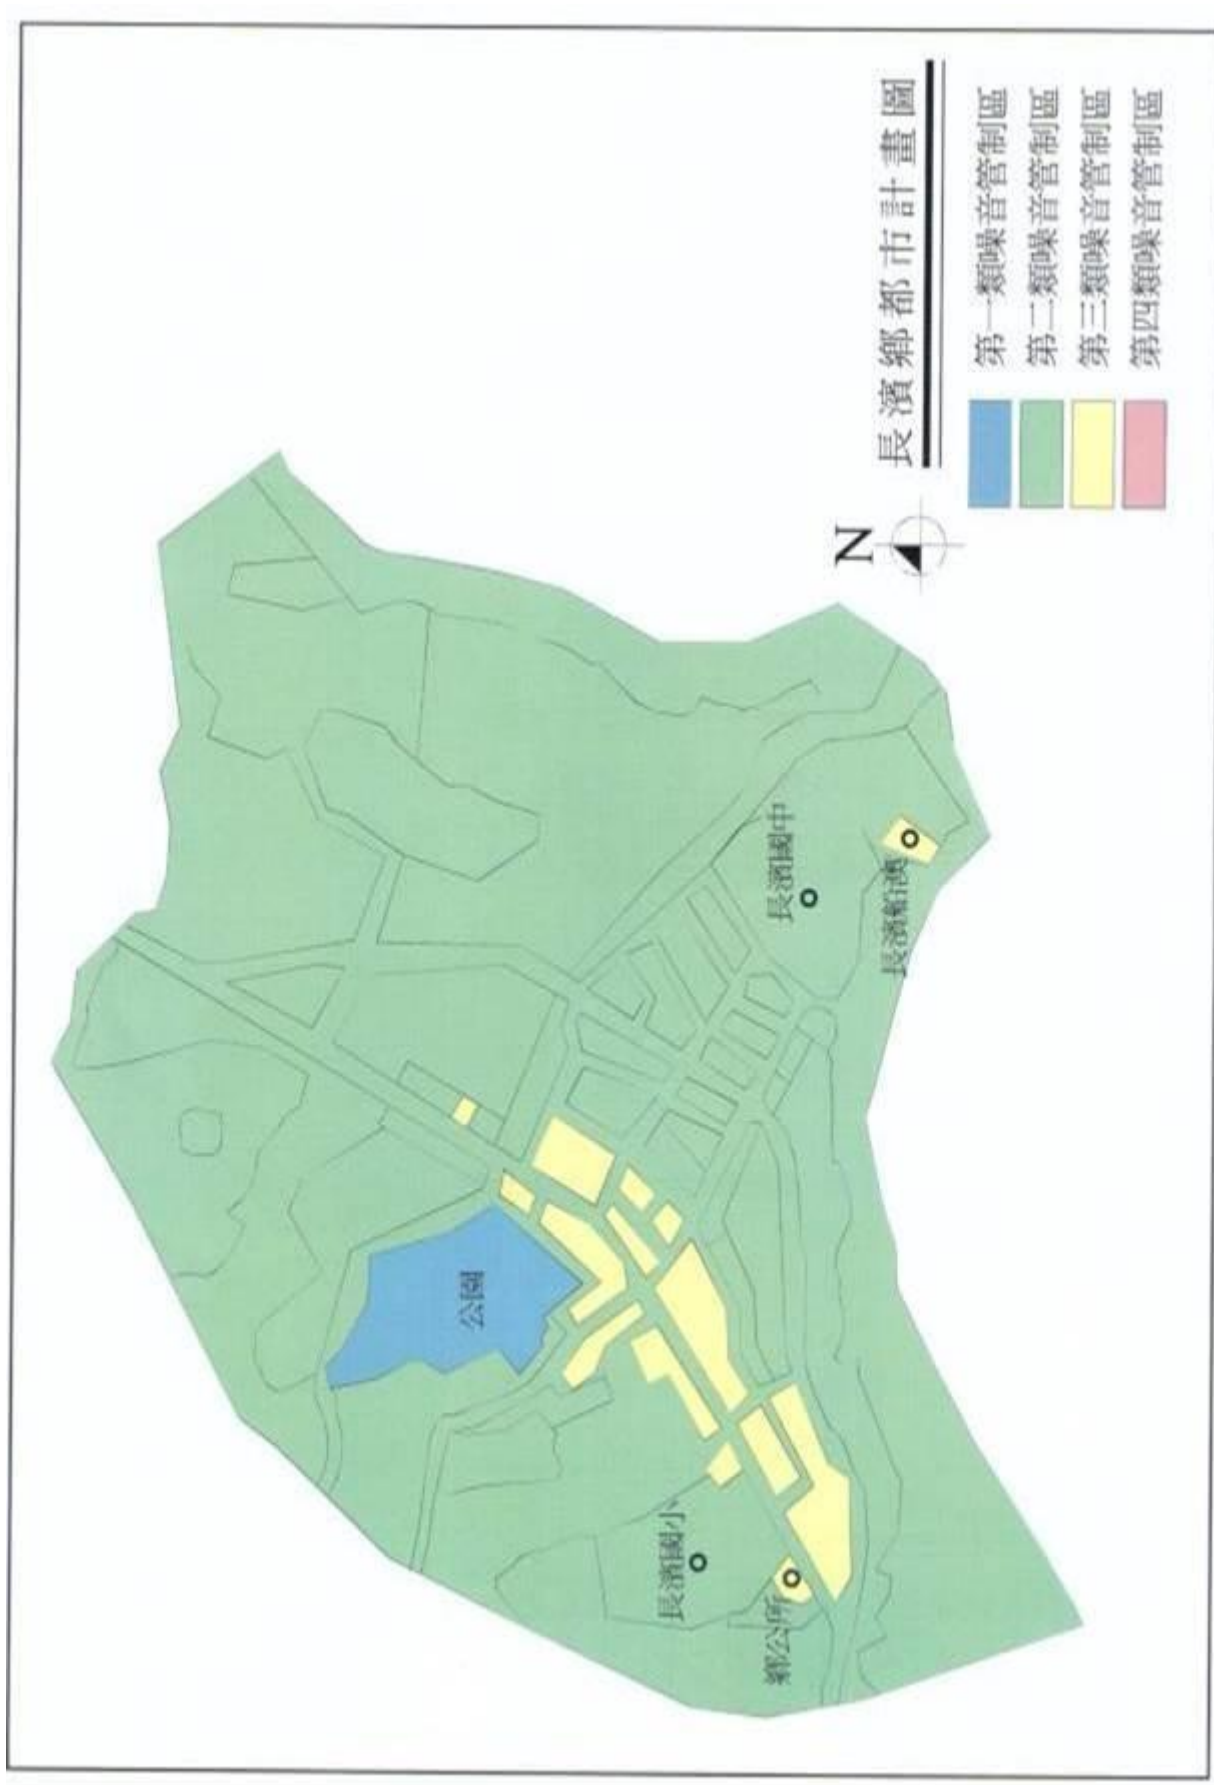 長濱鄉都市計畫圖
第一類噪音管制區
第二類噪音管制區
第三類噪音管制區
第四類噪音管制區
N
長濱國中
長濱船澳
公園
長濱國小
鄉公所